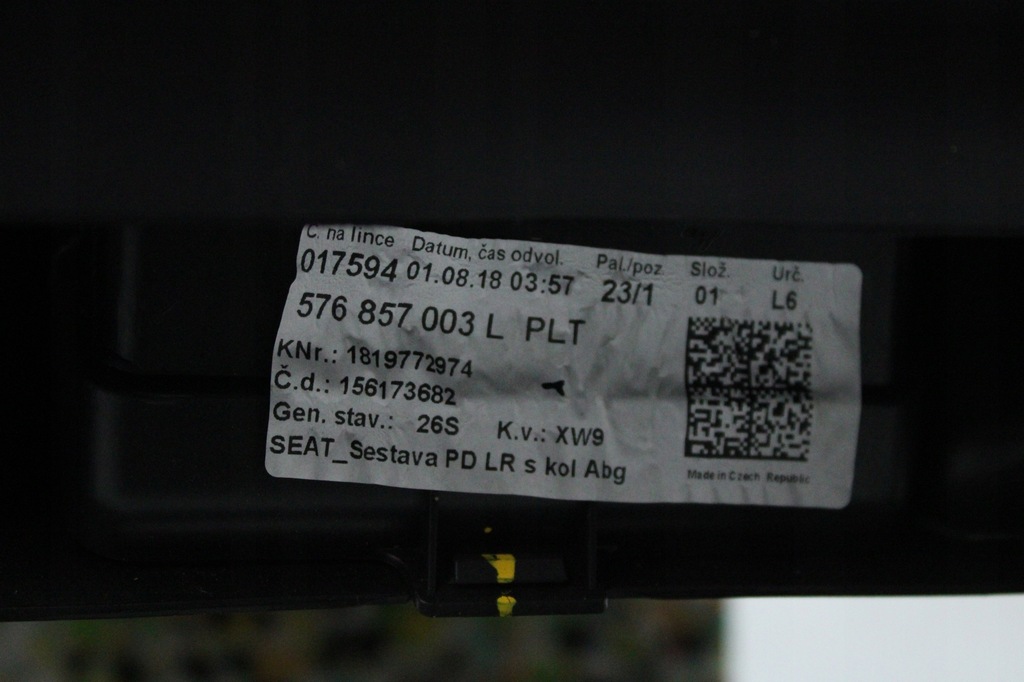 Č. na lince Datum, čas odvol. Pal./poz. Slož. Urč.
017594 01.08.18 03:57 23/1 01 L6
576 857 003 L PLT
KNr.: 1819772974
Č.d.: 156173682
Gen. stav.: 26S K.v.: XW9
SEAT_Sestava PD LR s kol Abg
Made in Czech Republic